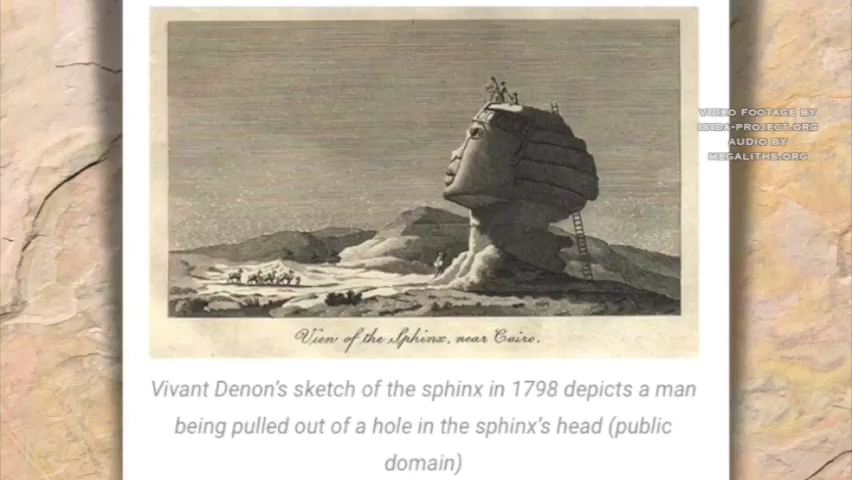 VIDEO FOOTAGE BY
ISIDA-PROJECT.ORG
AUDIO BY
MEGALITHS.ORG
View of the Sphinx, near Cairo.
Vivant Denon's sketch of the sphinx in 1798 depicts a man
being pulled out of a hole in the sphinx's head (public
domain)